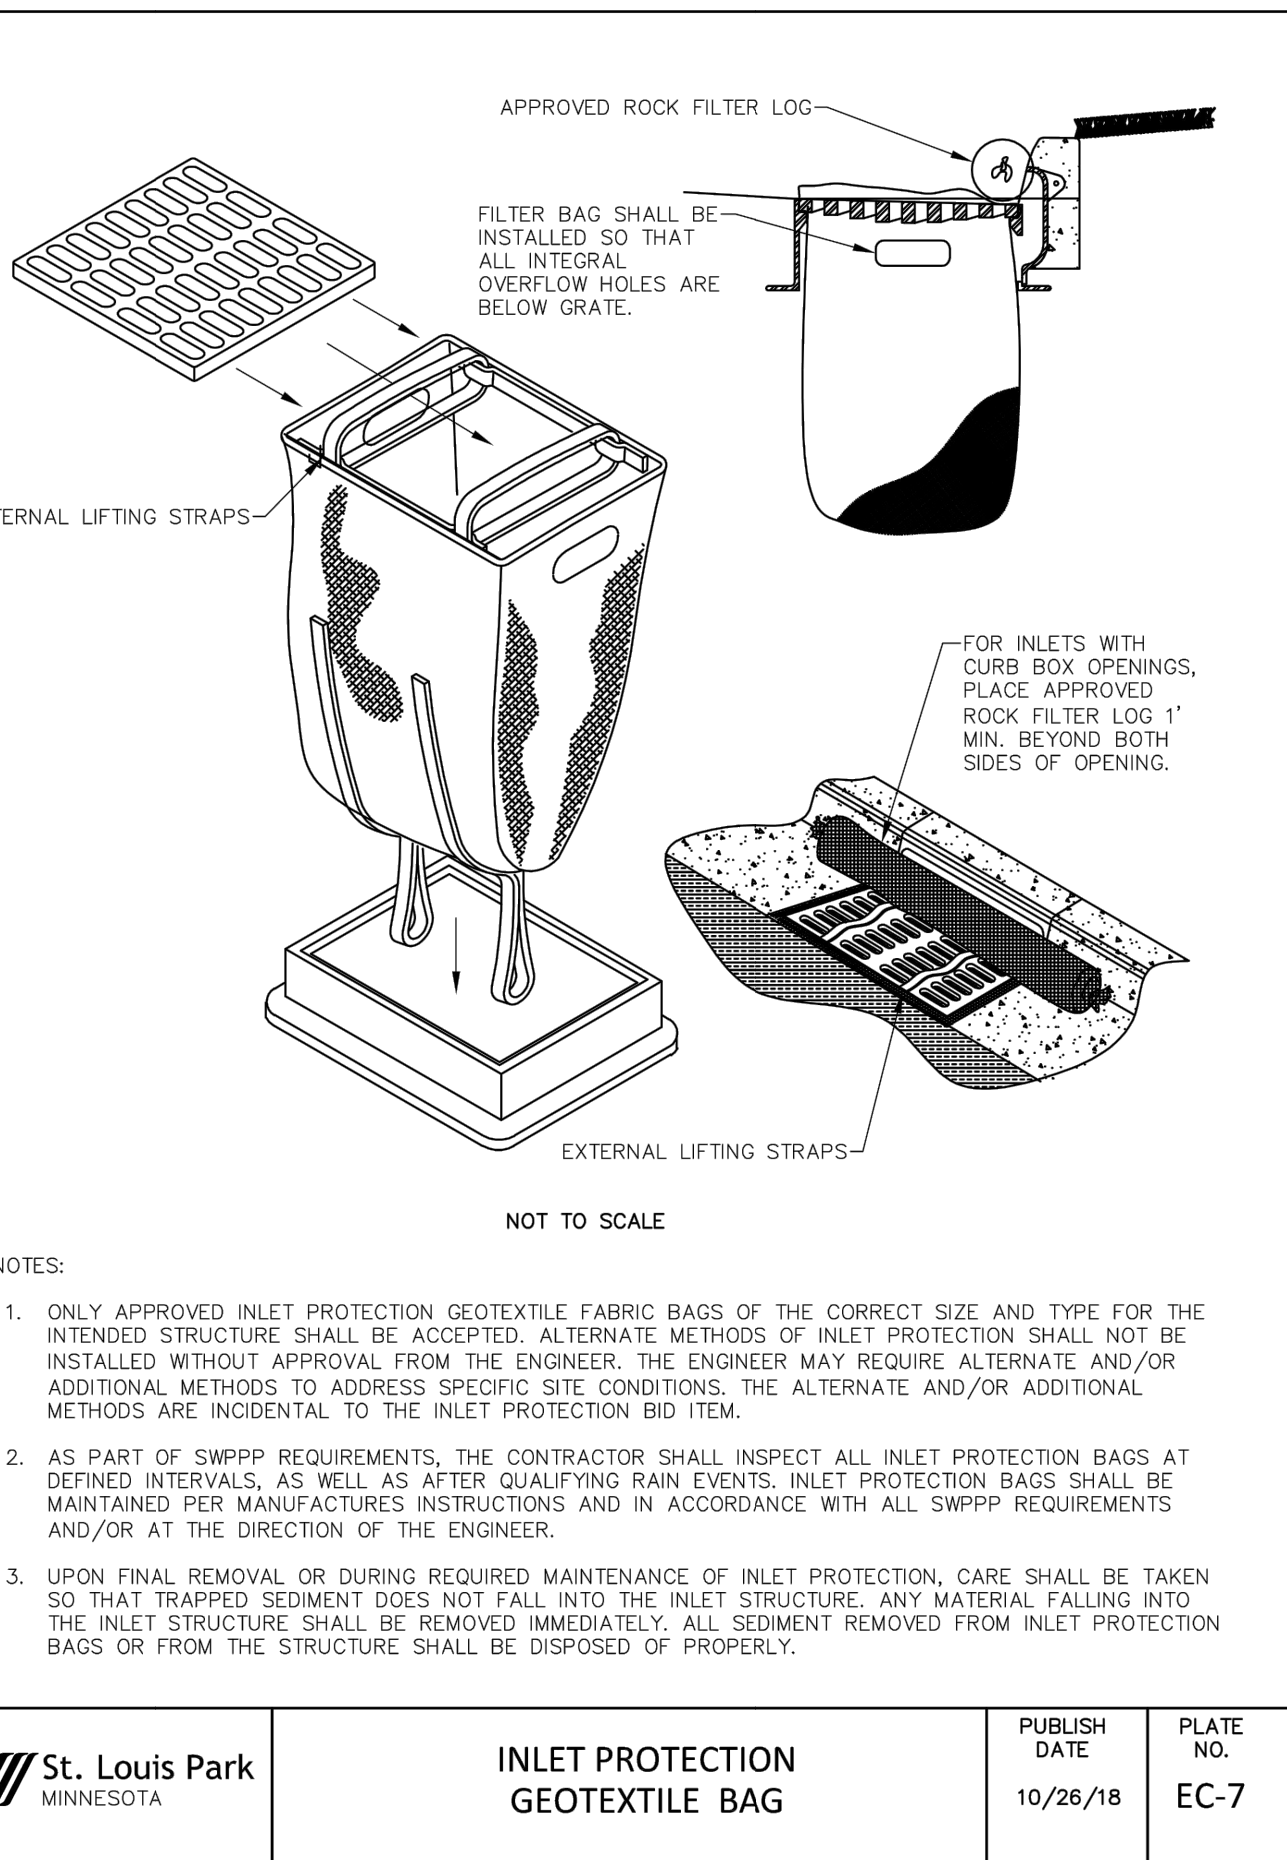 APPROVED ROCK FILTER LOG
FILTER BAG SHALL BE
INSTALLED SO THAT
ALL INTEGRAL
OVERFLOW HOLES ARE
BELOW GRATE.
TERNAL LIFTING STRAPS
FOR INLETS WITH
CURB BOX OPENINGS,
PLACE APPROVED
ROCK FILTER LOG 1'
MIN. BEYOND BOTH
SIDES OF OPENING.
EXTERNAL LIFTING STRAPS
NOT TO SCALE
NOTES:
1. ONLY APPROVED INLET PROTECTION GEOTEXTILE FABRIC BAGS OF THE CORRECT SIZE AND TYPE FOR THE
INTENDED STRUCTURE SHALL BE ACCEPTED. ALTERNATE METHODS OF INLET PROTECTION SHALL NOT BE
INSTALLED WITHOUT APPROVAL FROM THE ENGINEER. THE ENGINEER MAY REQUIRE ALTERNATE AND/OR
ADDITIONAL METHODS TO ADDRESS SPECIFIC SITE CONDITIONS. THE ALTERNATE AND/OR ADDITIONAL
METHODS ARE INCIDENTAL TO THE INLET PROTECTION BID ITEM.
2. AS PART OF SWPPP REQUIREMENTS, THE CONTRACTOR SHALL INSPECT ALL INLET PROTECTION BAGS AT
DEFINED INTERVALS, AS WELL AS AFTER QUALIFYING RAIN EVENTS. INLET PROTECTION BAGS SHALL BE
MAINTAINED PER MANUFACTURES INSTRUCTIONS AND IN ACCORDANCE WITH ALL SWPPP REQUIREMENTS
AND/OR AT THE DIRECTION OF THE ENGINEER.
3. UPON FINAL REMOVAL OR DURING REQUIRED MAINTENANCE OF INLET PROTECTION, CARE SHALL BE TAKEN
SO THAT TRAPPED SEDIMENT DOES NOT FALL INTO THE INLET STRUCTURE. ANY MATERIAL FALLING INTO
THE INLET STRUCTURE SHALL BE REMOVED IMMEDIATELY. ALL SEDIMENT REMOVED FROM INLET PROTECTION
BAGS OR FROM THE STRUCTURE SHALL BE DISPOSED OF PROPERLY.
St. Louis Park
MINNESOTA
INLET PROTECTION
GEOTEXTILE BAG
PUBLISH
DATE
10/26/18
PLATE
NO.
EC-7